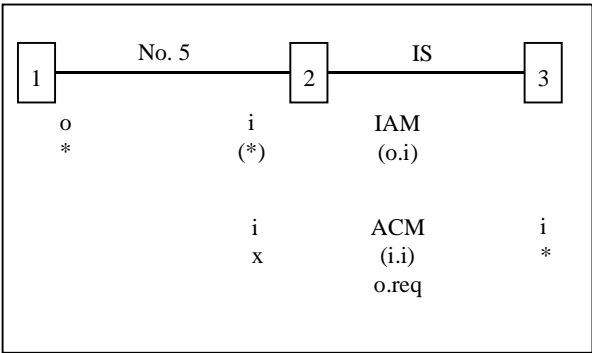 No. 5 IS
1 2 3
o i IAM
* (*) (o.i)
i ACM i
x (i.i) *
o.req